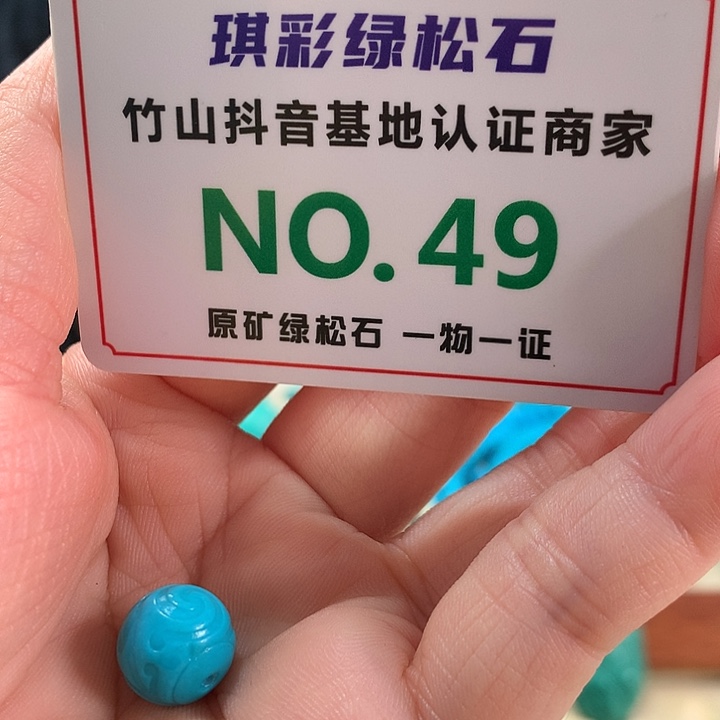 琪彩绿松石
竹山抖音基地认证商家
NO.49
原矿绿松石 一物一证